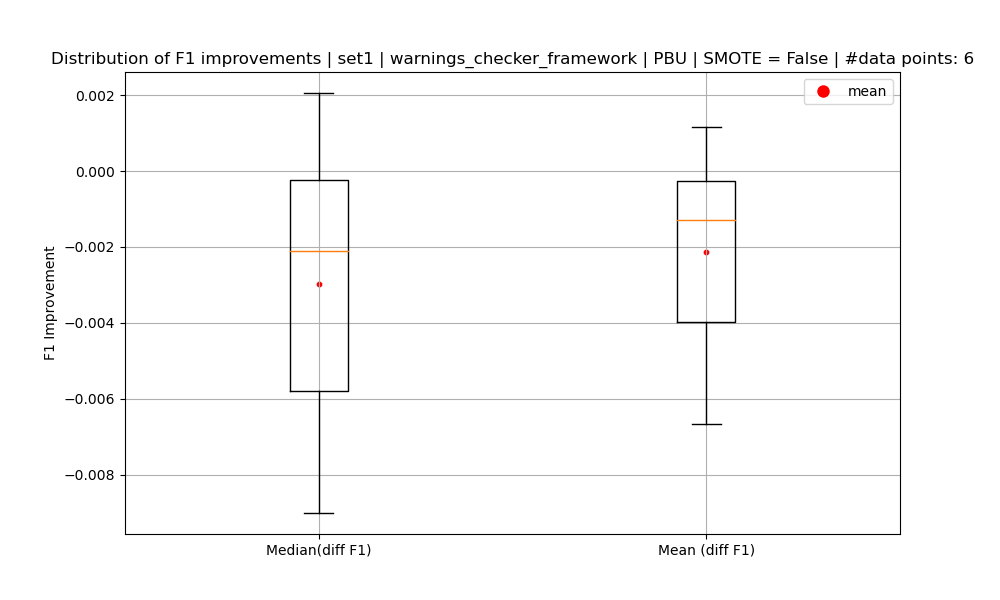 Distribution of F1 improvements | set1 | warnings_checker_framework | PBU | SMOTE = False | #data points: 6
mean
0.002
0.000
−0.002
−0.004
−0.006
−0.008
F1 Improvement
Median(diff F1)
Mean (diff F1)